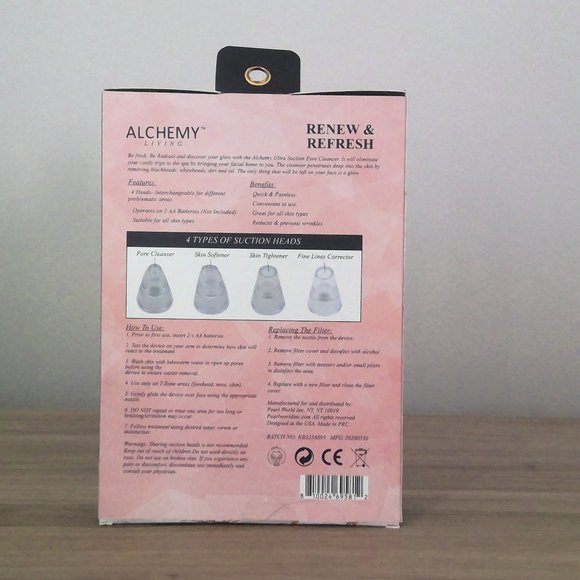 ALCHEMY™
LIVING
RENEW &
REFRESH
Be fresh, Be Radiant and discover your glow with the Alchemy Ultra Suction Pore Cleanser. It will eliminate
your costly trips to the spa by bringing your facial home to you. The cleanser penetrates deep into the skin by
removing blackheads, whiteheads, dirt and oil. The only thing that will be left on your face is a glow
Features:
4 Heads- Interchangeable for different
problematic areas
Operates on 2 AA Batteries (Not Included)
Suitable for all skin types
Benefits:
Quick & Painless
Convenient to use
Great for all skin types
Reduces & prevents wrinkles
4 TYPES OF SUCTION HEADS
Pore Cleanser
Skin Softener
Skin Tightener
Fine Lines Corrector
How To Use:
1. Prior to first use, insert 2 x AA batteries
2. Test the device on your arm to determine how skin will
react to the treatment
3. Wash skin with lukewarm water to open up pores
before using the
device to ensure easier removal
4. Use only on T-Zone areas (forehead, nose, skin)
5. Gently glide the device over face using the appropriate
nozzle
6. DO NOT repeat or treat one area for too long or
bruising/irritation may occur
7. Follow treatment using desired toner, serum or
moisturizer
Warnings: Sharing suction heads is not recommended.
Keep out of reach of children. Do not use directly on
eyes. Do not use on broken skin. If you experience any
pain or discomfort, discontinue use immediately and
consult your physician.
Replacing The Filter:
1. Remove the nozzle from the device
2. Remove filter cover and disinfect with alcohol
3. Remove filter with tweezers and/or small pliers
to disinfect the area
4. Replace with a new filter and close the filter
cover
Manufactured for and distributed by:
Pearl World Inc. NY, NY 10019
Pearlworldinc.com All rights reserved.
Designed in the USA. Made in PRC.
BATCH NO: KB3258895 MFG 20200330
CE
8 10024 69581 2